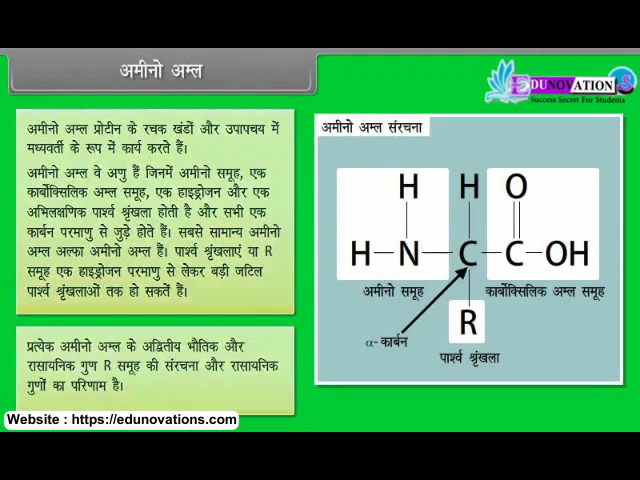 अमीनो अम्ल
EDUNOVATIONS
Success Secret For Students
अमीनो अम्ल प्रोटीन के रचक खंडों और उपापचय में
मध्यवर्ती के रूप में कार्य करते हैं।
अमीनो अम्ल वे अणु हैं जिनमें अमीनो समूह, एक
कार्बोक्सिलिक अम्ल समूह, एक हाइड्रोजन और एक
अभिलक्षणिक पार्श्व श्रृंखला होती है और सभी एक
कार्बन परमाणु से जुड़े होते हैं। सबसे सामान्य अमीनो
अम्ल अल्फा अमीनो अम्ल हैं। पार्श्व श्रृंखलाएं या R
समूह एक हाइड्रोजन परमाणु से लेकर बड़ी जटिल
पार्श्व श्रृंखलाओं तक हो सकतें हैं।
प्रत्येक अमीनो अम्ल के अद्वितीय भौतिक और
रासायनिक गुण R समूह की संरचना और रासायनिक
गुणों का परिणाम है।
अमीनो अम्ल संरचना
H H O
H N C C OH
अमीनो समूह कार्बोक्सिलिक अम्ल समूह
R
α- कार्बन
पार्श्व श्रृंखला
Website : https://edunovations.com/